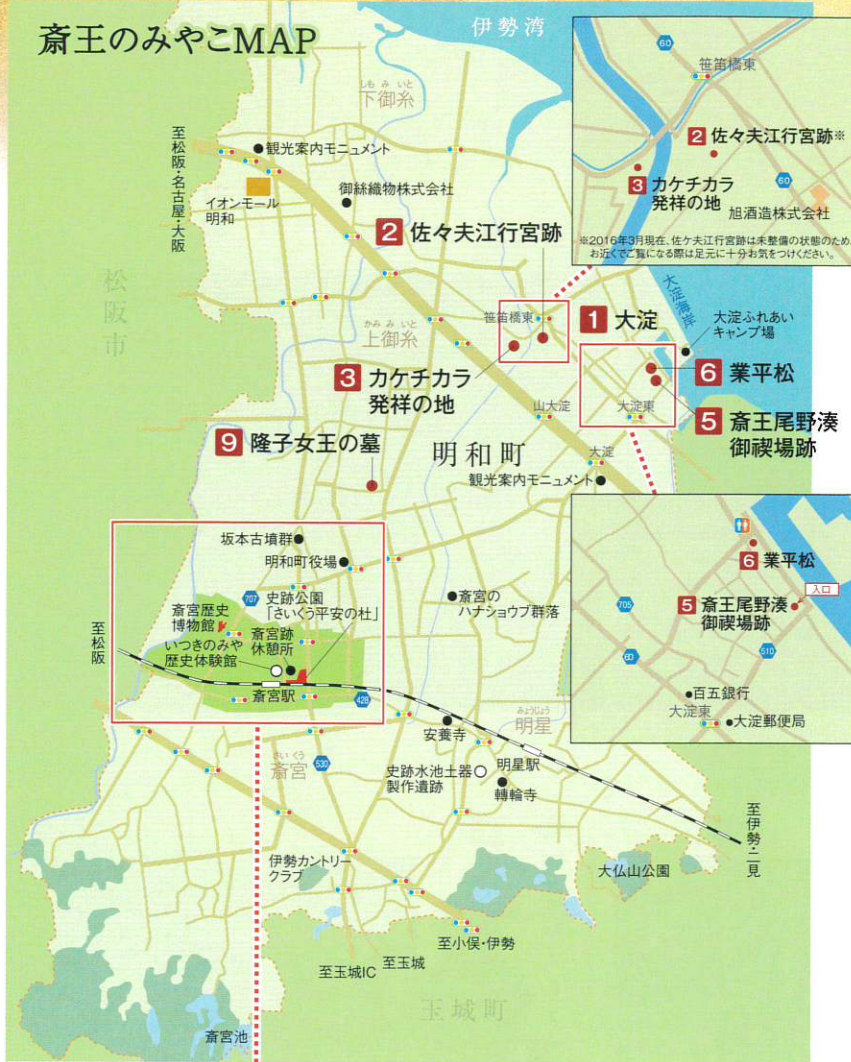 斎王のみやこMAP
伊勢湾
しもみいと
下御糸
至松阪・名古屋・大阪
観光案内モニュメント
イオンモール
明和
御絲織物株式会社
2 佐々夫江行宮跡
松阪市
笹笛橋東
かみみいと
上御糸
3 カケチカラ
発祥の地
1 大淀
大淀海岸
大淀ふれあい
キャンプ場
6 業平松
5 斎王尾野湊
御禊場跡
山大淀
大淀東
大淀
9 隆子女王の墓
明和町
観光案内モニュメント
坂本古墳群
明和町役場
707
史跡公園
「さいくう平安の杜」
斎宮歴史
博物館
斎宮跡
休憩所
いつきのみや
歴史体験館
至松阪
斎宮駅
428
斎宮の
ハナショウブ群落
みょうじょう
明星
安養寺
さいくう
斎宮
530
史跡水池土器
製作遺跡
明星駅
轉輪寺
至伊勢・二見
伊勢カントリー
クラブ
大仏山公園
至小俣・伊勢
至玉城IC
至玉城
玉城町
斎宮池
60
笹笛橋東
2 佐々夫江行宮跡※
3 カケチカラ
発祥の地
60
旭酒造株式会社
※2016年3月現在、佐々夫江行宮跡は未整備の状態のため、
お近くでご覧になる際は足元に十分お気をつけください。
6 業平松
入口
5 斎王尾野湊
御禊場跡
705
60
510
百五銀行
大淀東
大淀郵便局